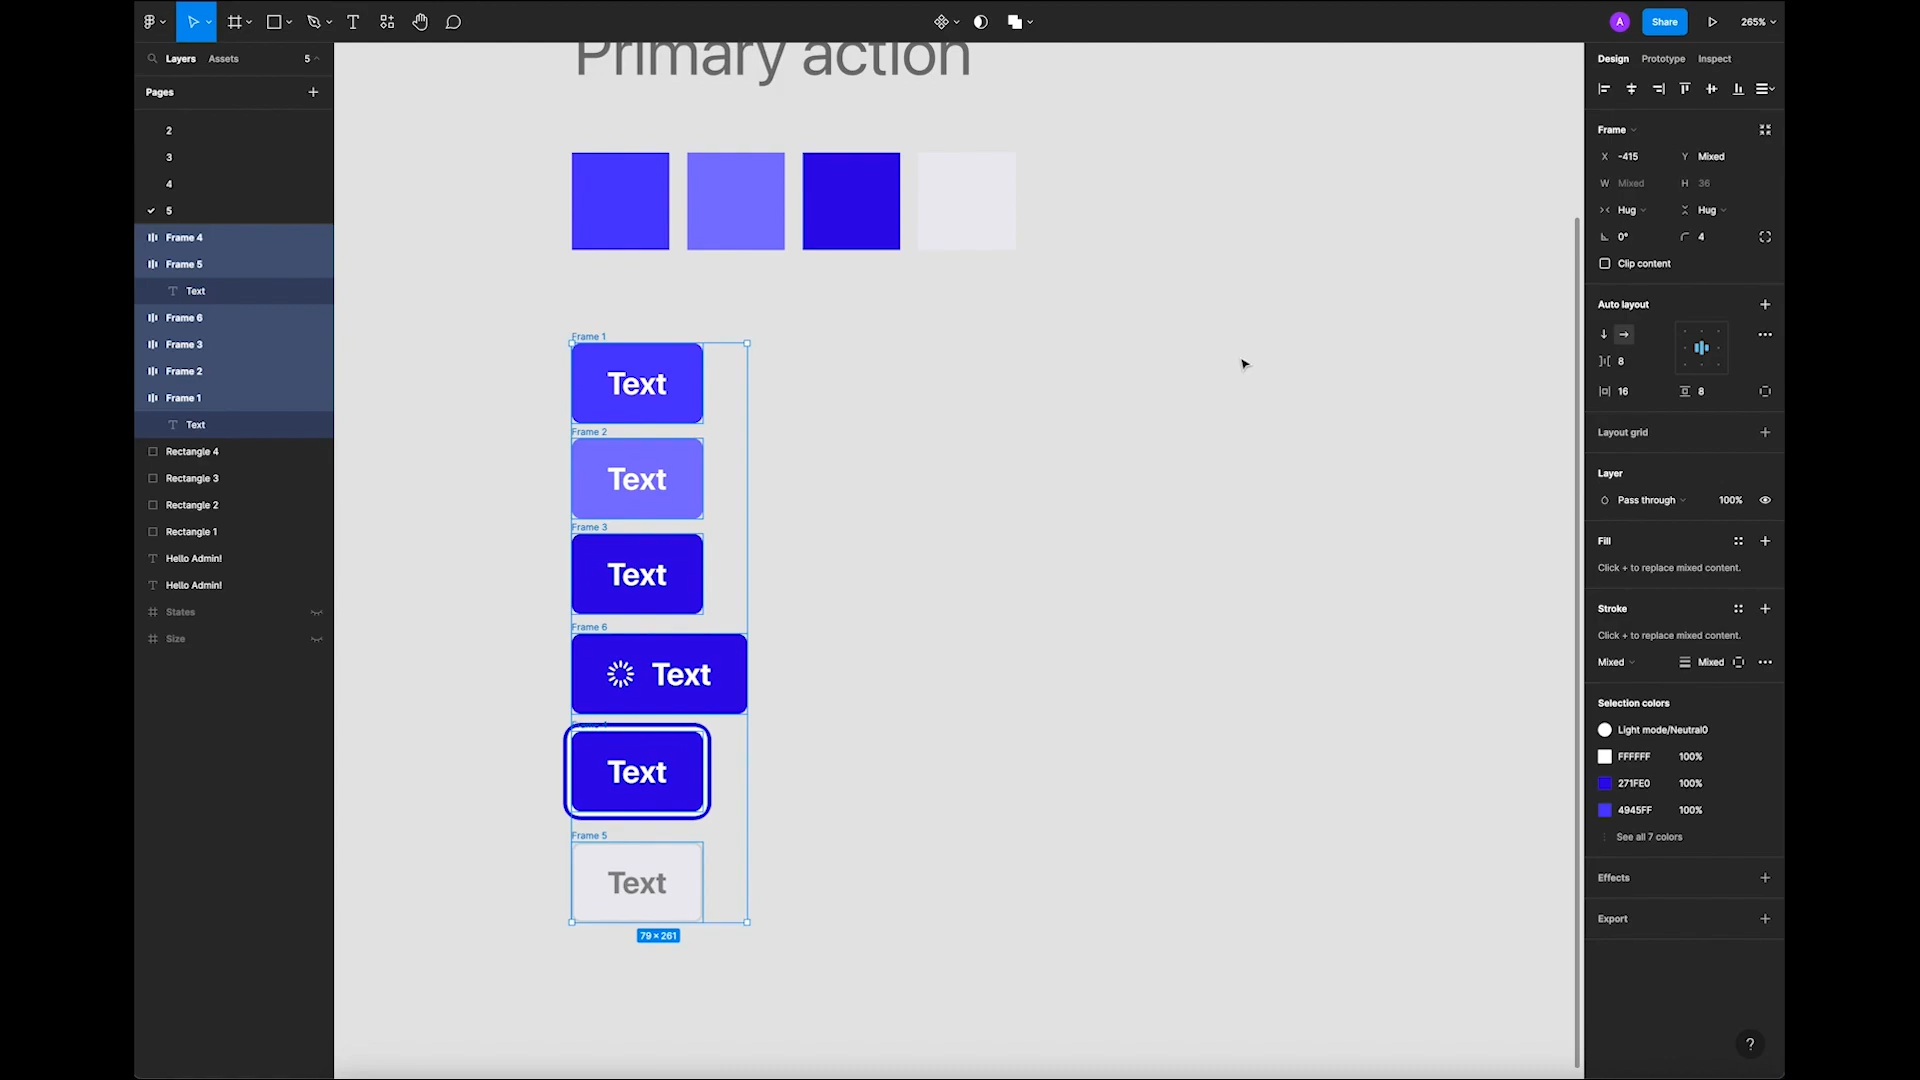 A
Share
265%
Layers
Assets
5
Pages
2
3
4
5
Frame 4
Frame 5
Text
Frame 6
Frame 3
Frame 2
Frame 1
Text
Rectangle 4
Rectangle 3
Rectangle 2
Rectangle 1
Hello Admin!
Hello Admin!
States
Size
Primary action
Frame 1
Text
Frame 2
Text
Frame 3
Text
Frame 6
Text
Text
Frame 5
Text
79 × 261
Design
Prototype
Inspect
Frame
X -415
Y Mixed
W Mixed
H 36
Hug
Hug
0°
4
Clip content
Auto layout
8
16
8
Layout grid
Layer
Pass through
100%
Fill
Click + to replace mixed content.
Stroke
Click + to replace mixed content.
Mixed
Mixed
Selection colors
Light mode/Neutral0
FFFFFF 100%
271FE0 100%
4945FF 100%
See all 7 colors
Effects
Export
?